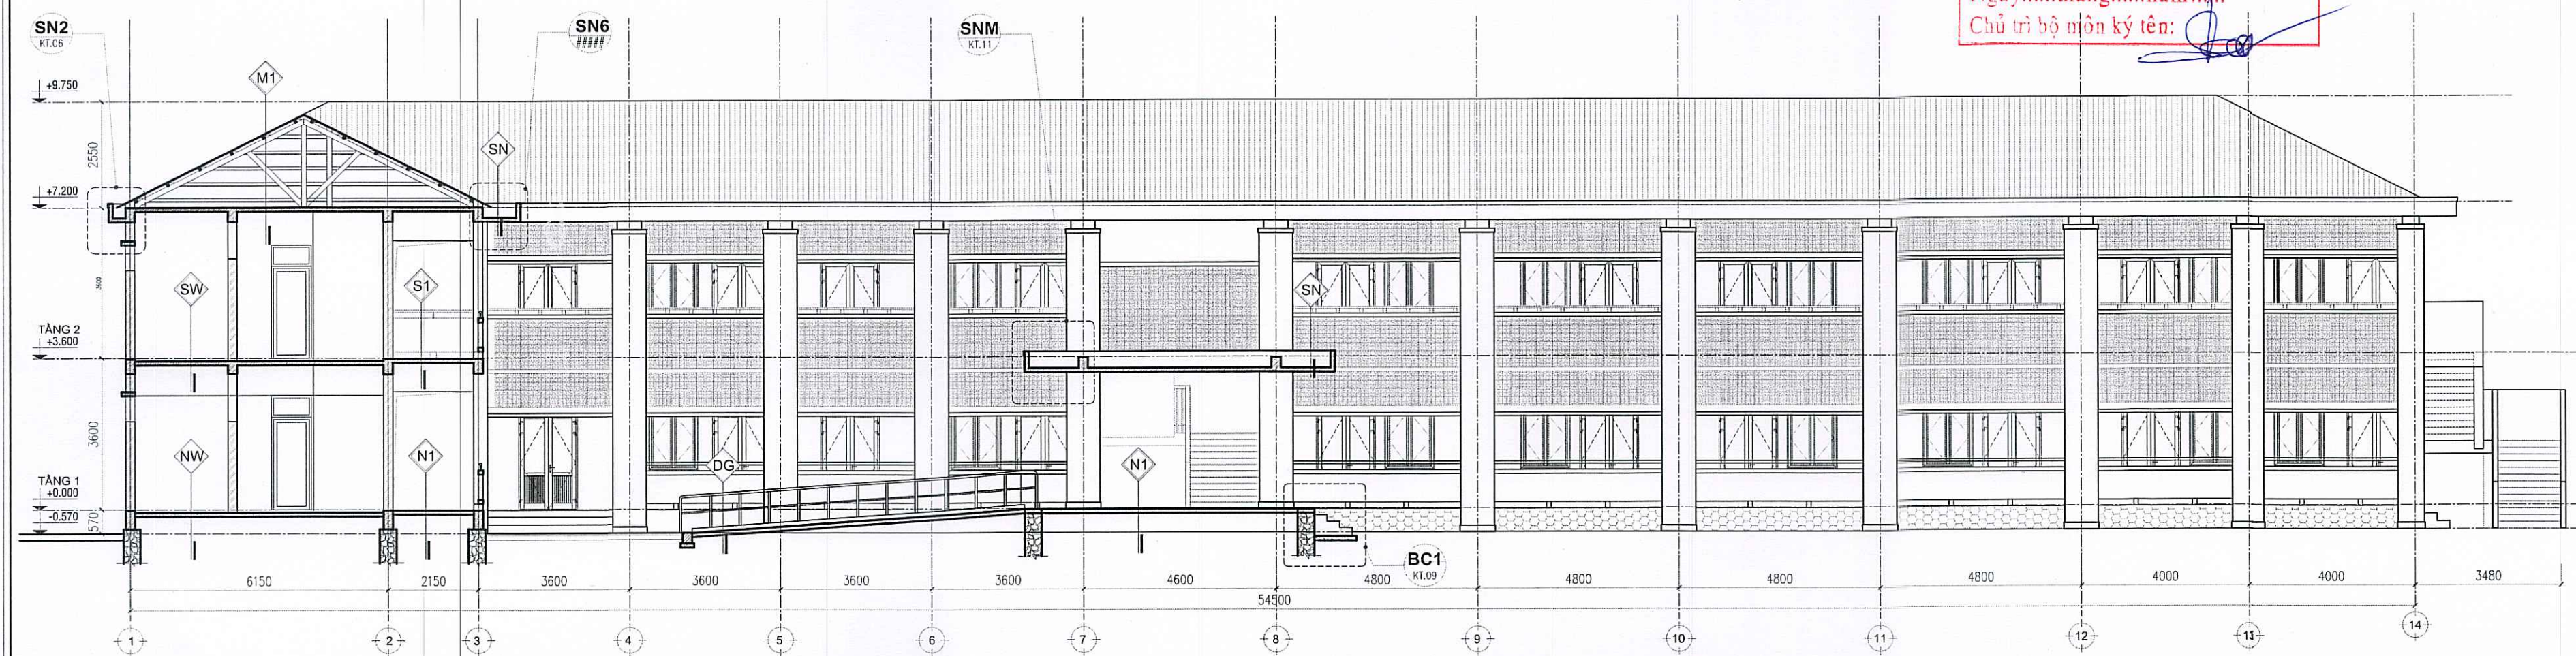 Chủ trì bộ môn ký tên:
SN2
KT.06
SN6
####
SNM
KT.11
M1
+9.750
2550
SN
+7.200
3600
SW
S1
SN
TẦNG 2
+3.600
3600
NW
N1
DG
N1
TẦNG 1
+0.000
-0.570
570
BC1
KT.09
6150
2150
3600
3600
3600
3600
4600
4800
4800
4800
4800
4000
4000
3480
54500
1
2
3
4
5
6
7
8
9
10
11
12
11
14